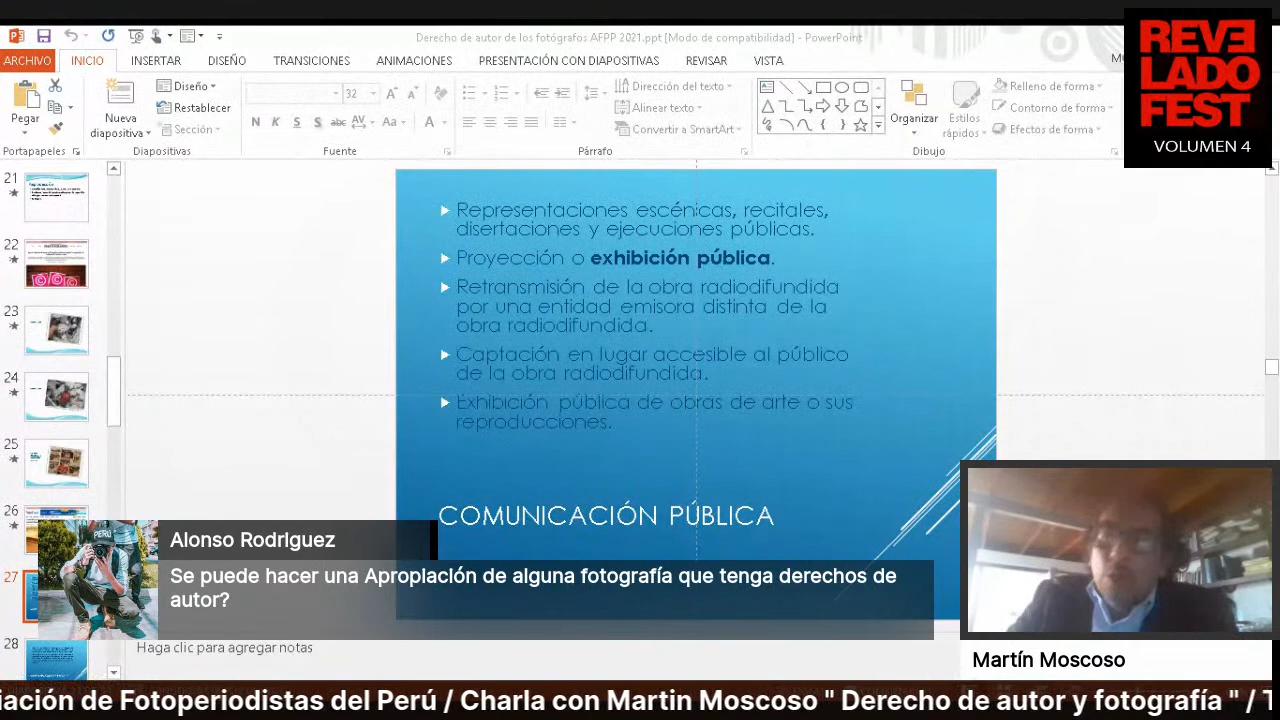 Derecho de autor de los fotógrafos AFPP 2021.ppt [Modo de compatibilidad] - PowerPoint
ARCHIVO INICIO INSERTAR DISEÑO TRANSICIONES ANIMACIONES PRESENTACIÓN CON DIAPOSITIVAS REVISAR VISTA
REVELADO
FEST
VOLUMEN 4
Pegar
Nueva
diapositiva
Diseño
Restablecer
Sección
32
N K S S abc AV Aa A
Dirección del texto
Alinear texto
Convertir a SmartArt
Organizar
Estilos
rápidos
Relleno de forma
Contorno de forma
Efectos de forma
Portapapeles Diapositivas Fuente Párrafo Dibujo
21
22
23
24
25
26
27
28
Representaciones escénicas, recitales,
disertaciones y ejecuciones públicas.
Proyección o exhibición pública.
Retransmisión de la obra radiodifundida
por una entidad emisora distinta de la
obra radiodifundida.
Captación en lugar accesible al público
de la obra radiodifundida.
Exhibición pública de obras de arte o sus
reproducciones.
COMUNICACIÓN PÚBLICA
PERÚ
Alonso Rodriguez
Se puede hacer una Apropiación de alguna fotografía que tenga derechos de
autor?
Haga clic para agregar notas
Martín Moscoso
iación de Fotoperiodistas del Perú / Charla con Martin Moscoso " Derecho de autor y fotografía " / T